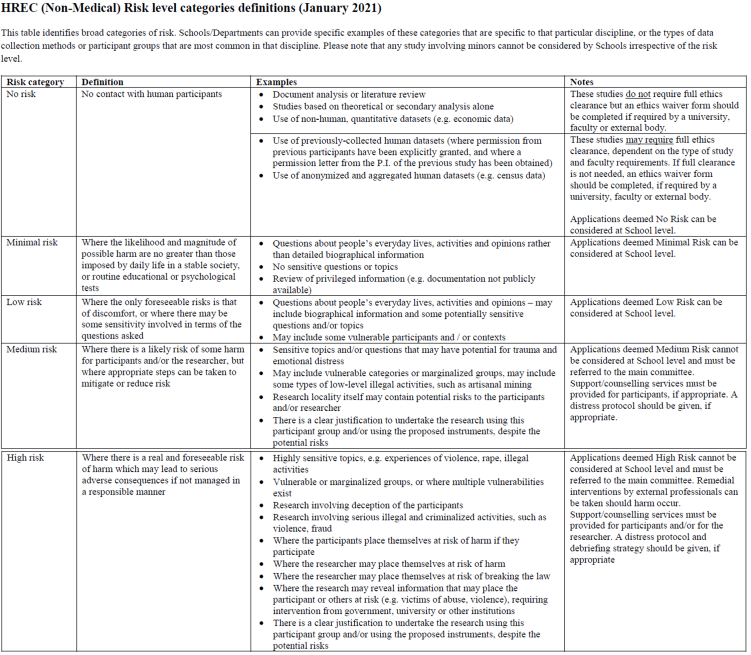 HREC (Non-Medical) Risk level categories definitions (January 2021)
This table identifies broad categories of risk. Schools/Departments can provide specific examples of these categories that are specific to that particular discipline, or the types of data
collection methods or participant groups that are most common in that discipline. Please note that any study involving minors cannot be considered by Schools irrespective of the risk
level.
Risk category Definition Examples Notes
No risk
No contact with human participants
• Document analysis or literature review
• Studies based on theoretical or secondary analysis alone
• Use of non-human, quantitative datasets (e.g. economic data)
These studies do not require full ethics
clearance but an ethics waiver form should
be completed if required by a university,
faculty or external body.
• Use of previously-collected human datasets (where permission from
previous participants have been explicitly granted, and where a
permission letter from the P.I. of the previous study has been obtained)
• Use of anonymized and aggregated human datasets (e.g. census data)
These studies may require full ethics
clearance, dependent on the type of study
and faculty requirements. If full clearance
is not needed, an ethics waiver form
should be completed, if required by a
university, faculty or external body.
Applications deemed No Risk can be
considered at School level.
Minimal risk
Where the likelihood and magnitude of
possible harm are no greater than those
imposed by daily life in a stable society,
or routine educational or psychological
tests
• Questions about people's everyday lives, activities and opinions rather
than detailed biographical information
• No sensitive questions or topics
• Review of privileged information (e.g. documentation not publicly
available)
Applications deemed Minimal Risk can be
considered at School level.
Low risk
Where the only foreseeable risks is that
of discomfort, or where there may be
some sensitivity involved in terms of the
questions asked
• Questions about people's everyday lives, activities and opinions – may
include biographical information and some potentially sensitive
questions and/or topics
• May include some vulnerable participants and / or contexts
Applications deemed Low Risk can be
considered at School level.
Medium risk
Where there is a likely risk of some harm
for participants and/or the researcher, but
where appropriate steps can be taken to
mitigate or reduce risk
• Sensitive topics and/or questions that may have potential for trauma and
emotional distress
• May include vulnerable categories or marginalized groups, may include
some types of low-level illegal activities, such as artisanal mining
• Research locality itself may contain potential risks to the participants
and/or researcher
• There is a clear justification to undertake the research using this
participant group and/or using the proposed instruments, despite the
potential risks
Applications deemed Medium Risk cannot
be considered at School level and must be
referred to the main committee.
Support/counselling services must be
provided for participants, if appropriate. A
distress protocol should be given, if
appropriate.
High risk
Where there is a real and foreseeable risk
of harm which may lead to serious
adverse consequences if not managed in
a responsible manner
• Highly sensitive topics, e.g. experiences of violence, rape, illegal
activities
• Vulnerable or marginalized groups, or where multiple vulnerabilities
exist
• Research involving deception of the participants
• Research involving serious illegal and criminalized activities, such as
violence, fraud
• Where the participants place themselves at risk of harm if they
participate
• Where the researcher may place themselves at risk of harm
• Where the researcher may place themselves at risk of breaking the law
• Where the researcher may reveal information that may place the
participant or others at risk (e.g. victims of abuse, violence), requiring
intervention from government, university or other institutions
• There is a clear justification to undertake the research using this
participant group and/or using the proposed instruments, despite the
potential risks
Applications deemed High Risk cannot be
considered at School level and must be
referred to the main committee. Remedial
interventions by external professionals can
be taken should harm occur.
Support/counselling services must be
provided for participants and/or for the
researcher. A distress protocol and
debriefing strategy should be given, if
appropriate